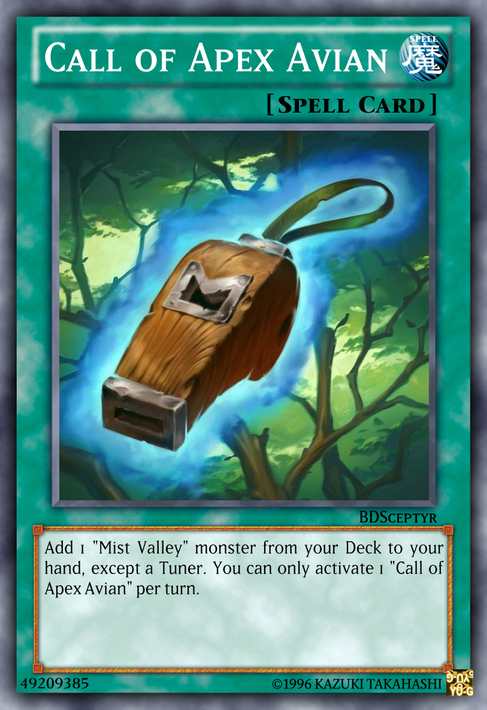 Call of Apex Avian
SPELL
魔
[Spell Card]
M
BDSceptyr
Add 1 "Mist Valley" monster from your Deck to your
hand, except a Tuner. You can only activate 1 "Call of
Apex Avian" per turn.
49209385
©1996 KAZUKI TAKAHASHI